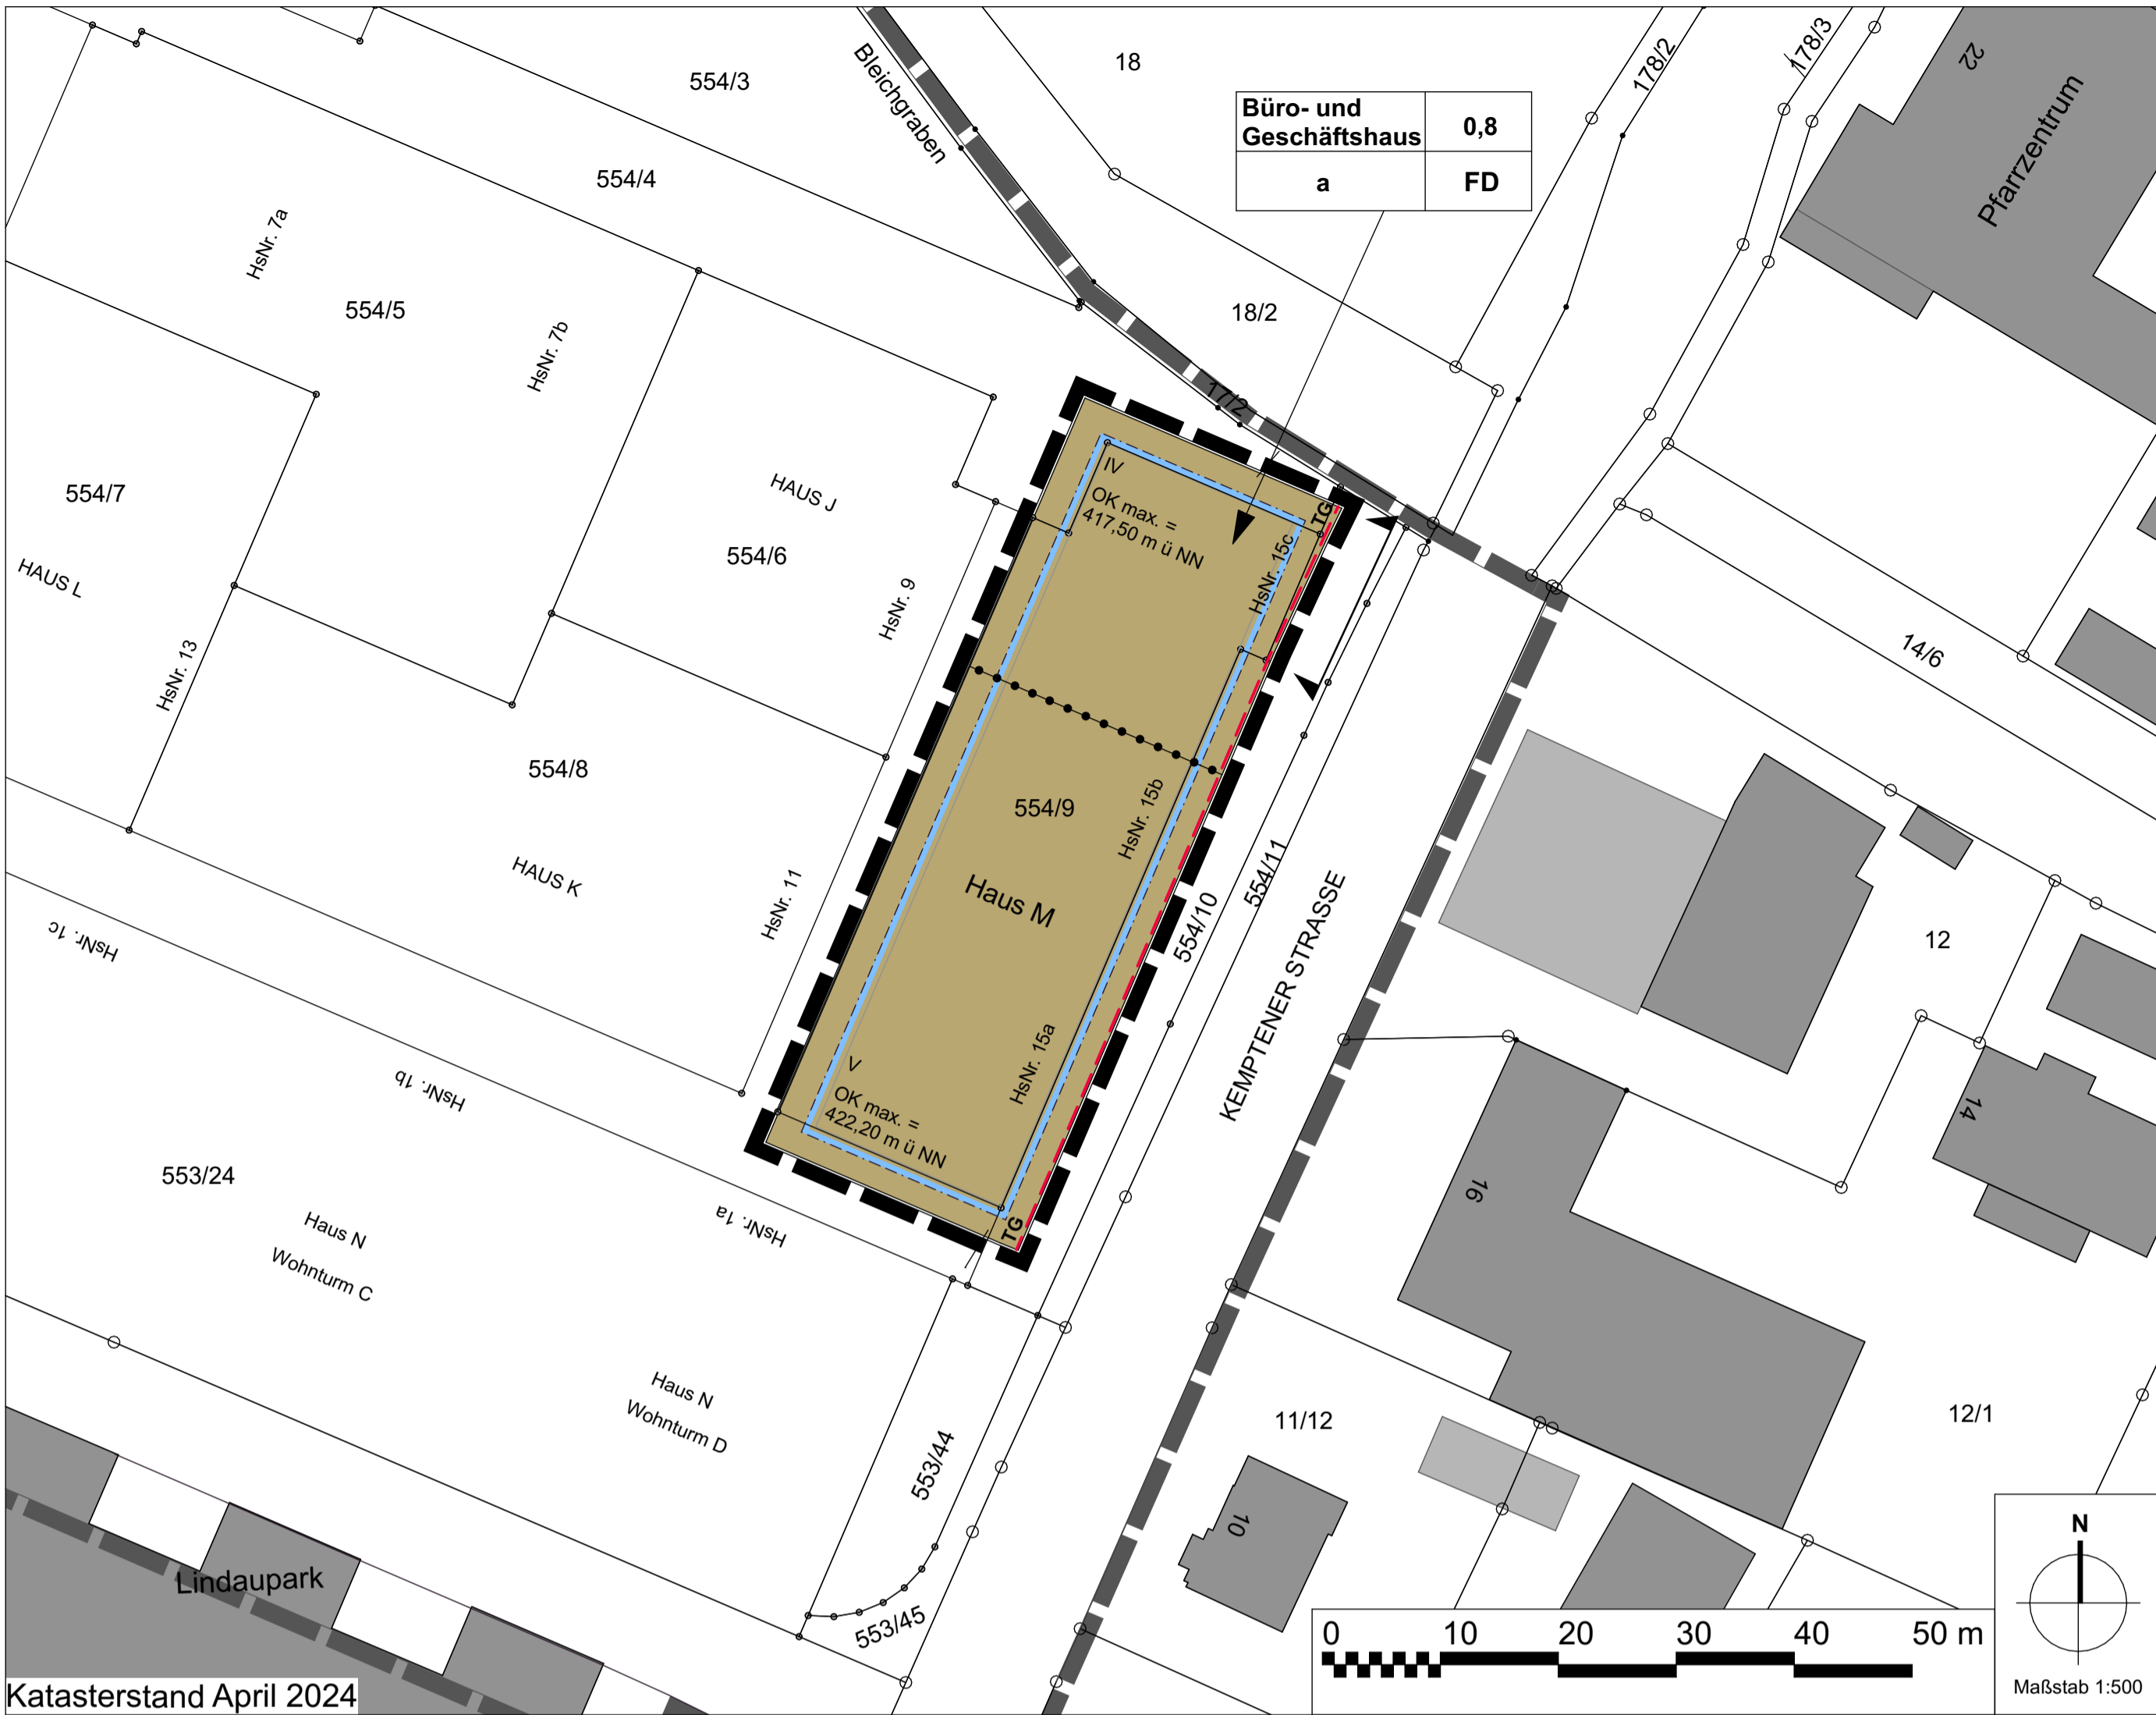 554/3
Bleichgraben
18
178/2
178/3
22
Pfarrzentrum
Büro- und
Geschäftshaus
0,8
a
FD
554/4
HsNr. 7a
554/5
HsNr. 7b
18/2
17/2
554/7
HAUS J
554/6
HAUS L
HsNr. 9
HsNr. 13
IV
OK max. =
417,50 m ü NN
TG
HsNr. 15c
14/6
554/8
554/9
HsNr. 15b
HAUS K
HsNr. 11
Haus M
554/10
554/11
KEMPTENER STRASSE
12
HsNr. 1c
HsNr. 1b
HsNr. 1a
V
OK max. =
422,20 m ü NN
HsNr. 15a
TG
14
16
553/24
Haus N
Wohnturm C
Haus N
Wohnturm D
553/44
553/45
11/12
12/1
10
Lindaupark
Katasterstand April 2024
0 10 20 30 40 50 m
N
Maßstab 1:500